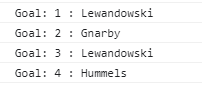 Goal: 1 : Lewandowski
Goal: 2 : Gnarby
Goal: 3 : Lewandowski
Goal: 4 : Hummels